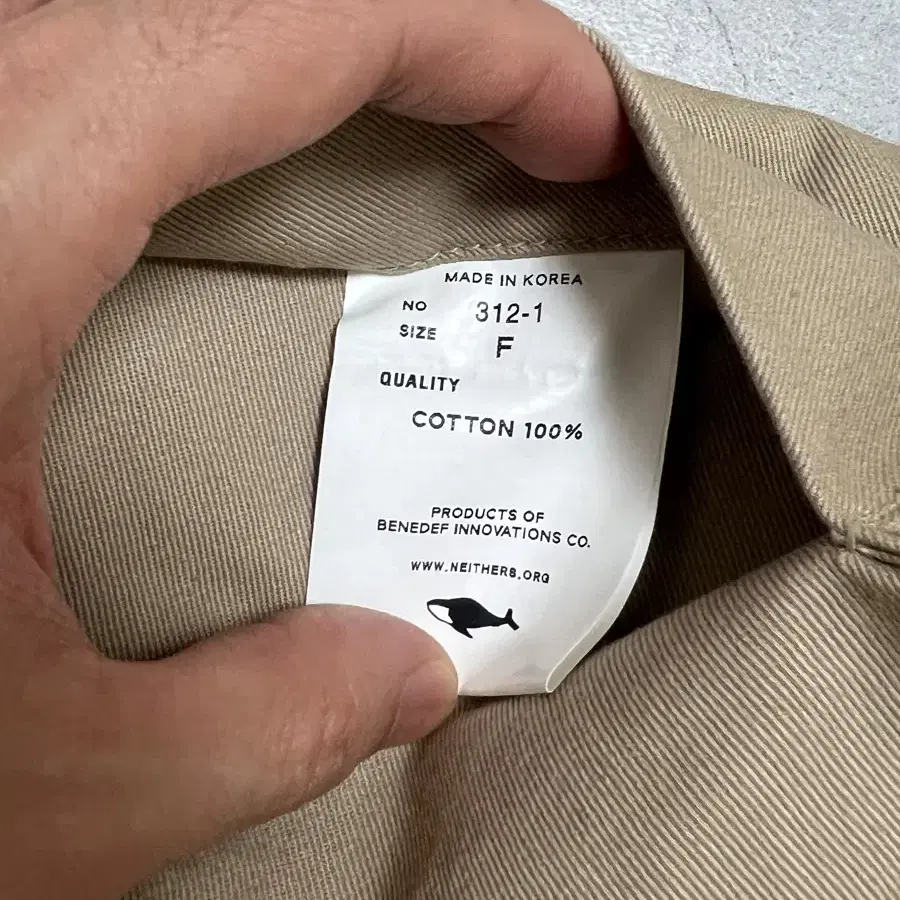 MADE IN KOREA
NO 312-1
SIZE F
QUALITY
COTTON 100%
PRODUCTS OF
BENEDEF INNOVATIONS CO.
WWW.NEITHERS.ORG